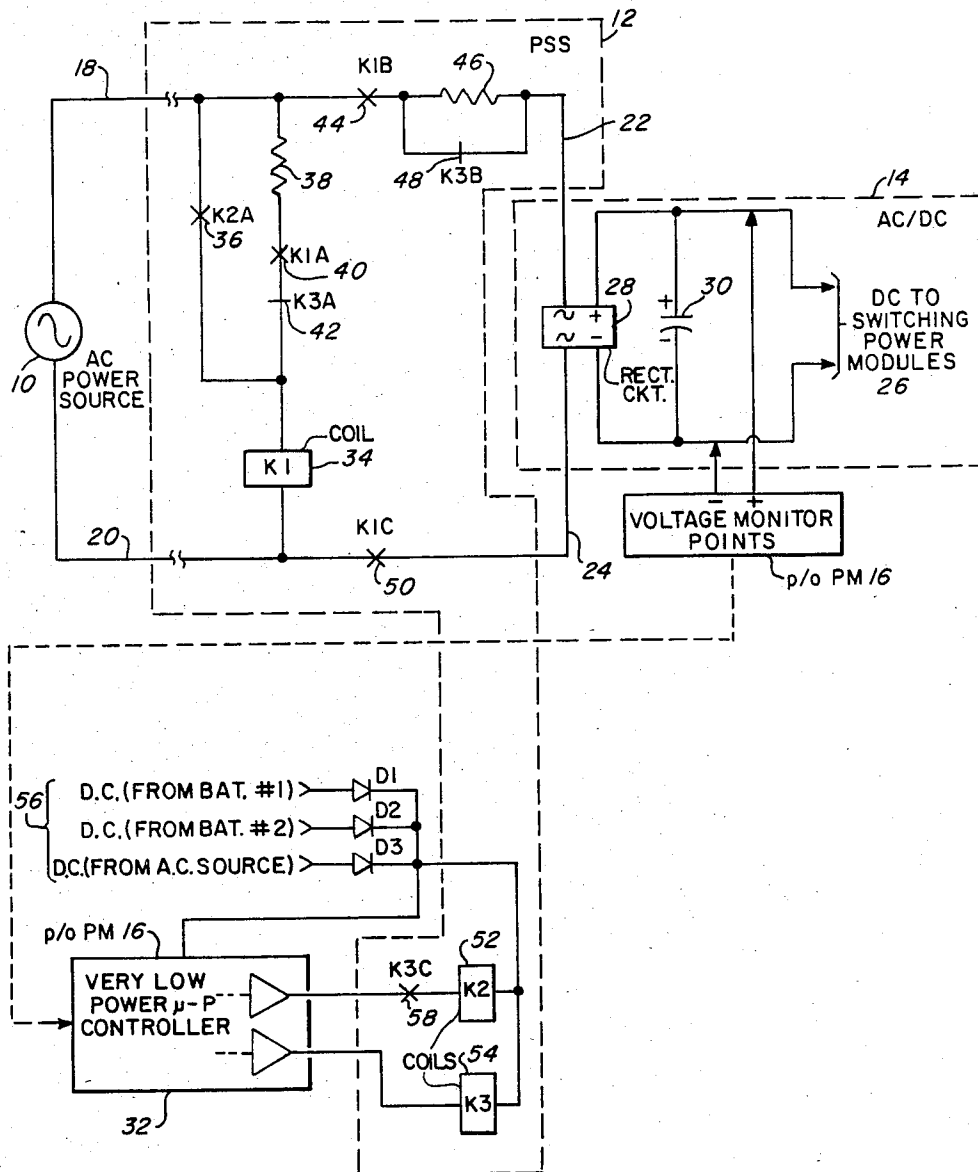 12
PSS
18
K1B
46
44
22
48
K3B
38
K2A
36
K1A
40
K3A
42
14
AC/DC
28
30
+
-
~ +
~ -
RECT.
CKT.
DC TO
SWITCHING
POWER
MODULES
26
10
AC
POWER
SOURCE
COIL
K1
34
20
K1C
50
24
- +
VOLTAGE MONITOR
POINTS
p/o PM 16
56
D.C. (FROM BAT. #1)
D1
D.C. (FROM BAT. #2)
D2
D.C. (FROM A.C. SOURCE)
D3
p/o PM 16
VERY LOW
POWER μ-P
CONTROLLER
32
K3C
58
52
K2
COILS
54
K3